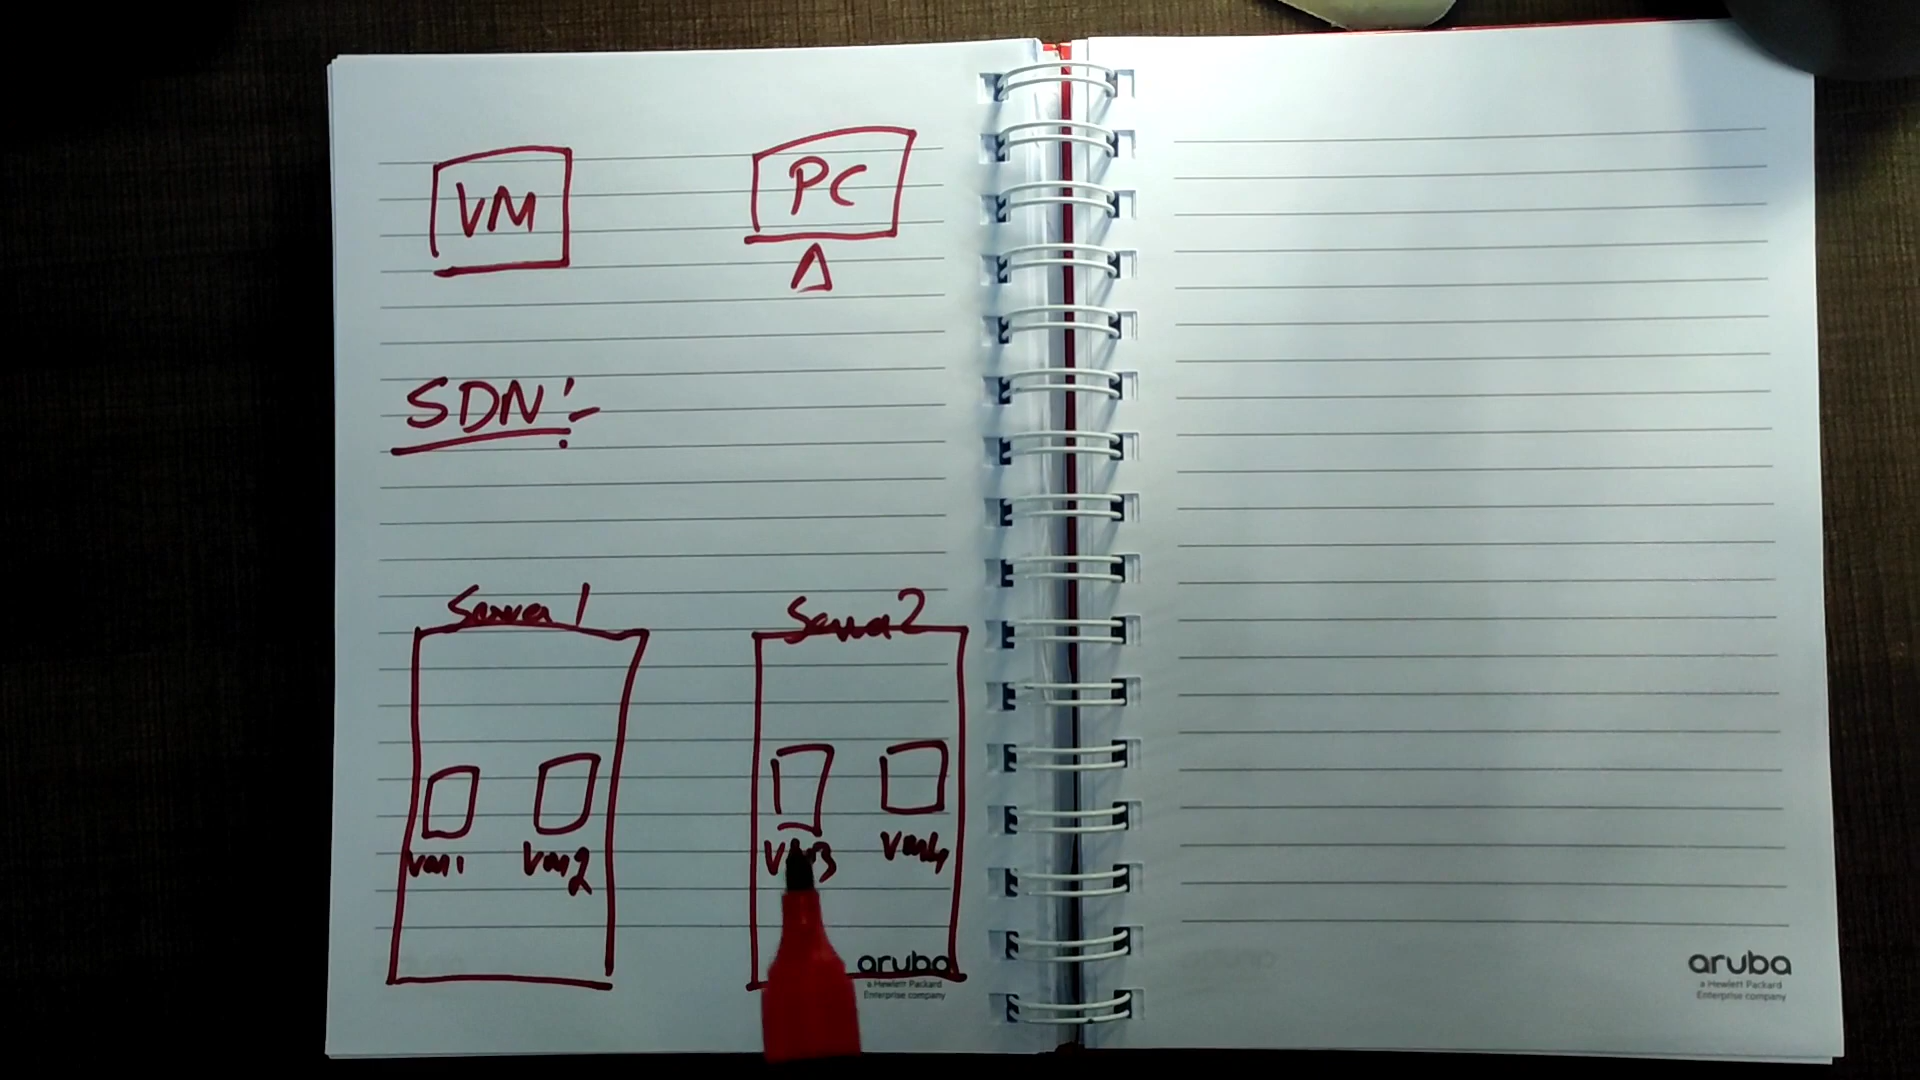 VM PC
SDN:-
Server 1 Server 2
VM1 VM2 VM3 VM4
aruba
a Hewlett Packard
Enterprise company
aruba
a Hewlett Packard
Enterprise company